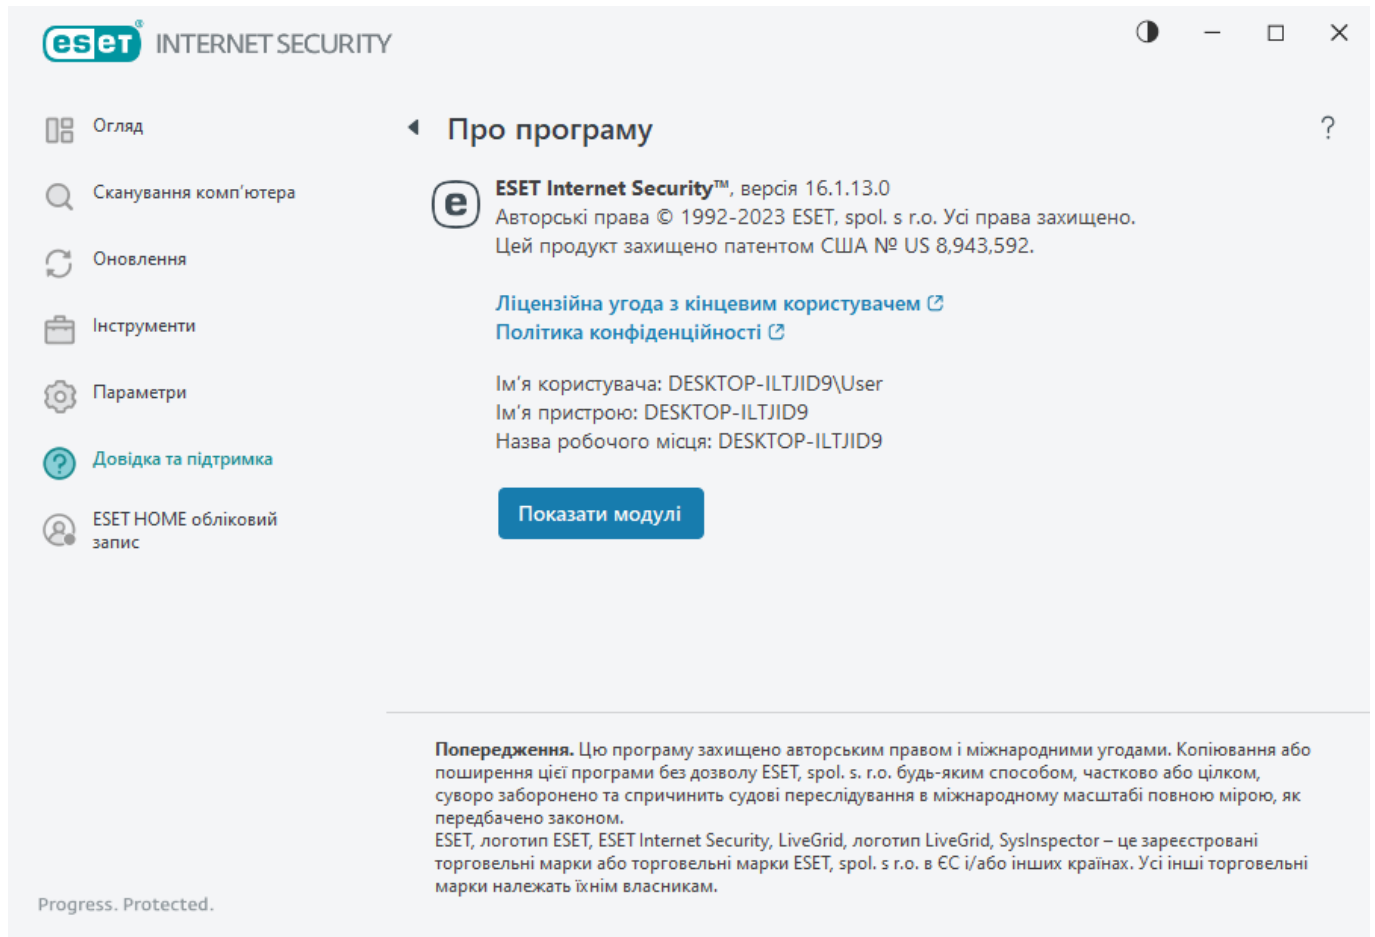 eset® INTERNET SECURITY
Огляд
Сканування комп’ютера
Оновлення
Інструменти
Параметри
Довідка та підтримка
ESET HOME обліковий
запис
Progress. Protected.
Про програму
?
ESET Internet Security™, версія 16.1.13.0
Авторські права © 1992-2023 ESET, spol. s r.o. Усі права захищено.
Цей продукт захищено патентом США № US 8,943,592.
Ліцензійна угода з кінцевим користувачем
Політика конфіденційності
Ім’я користувача: DESKTOP-ILTJID9\User
Ім’я пристрою: DESKTOP-ILTJID9
Назва робочого місця: DESKTOP-ILTJID9
Показати модулі
Попередження. Цю програму захищено авторським правом і міжнародними угодами. Копіювання або
поширення цієї програми без дозволу ESET, spol. s. r.o. будь-яким способом, частково або цілком,
суворо заборонено та спричинить судові переслідування в міжнародному масштабі повною мірою, як
передбачено законом.
ESET, логотип ESET, ESET Internet Security, LiveGrid, логотип LiveGrid, SysInspector – це зареєстровані
торговельні марки або торговельні марки ESET, spol. s r.o. в ЄС і/або інших країнах. Усі інші торговельні
марки належать їхнім власникам.